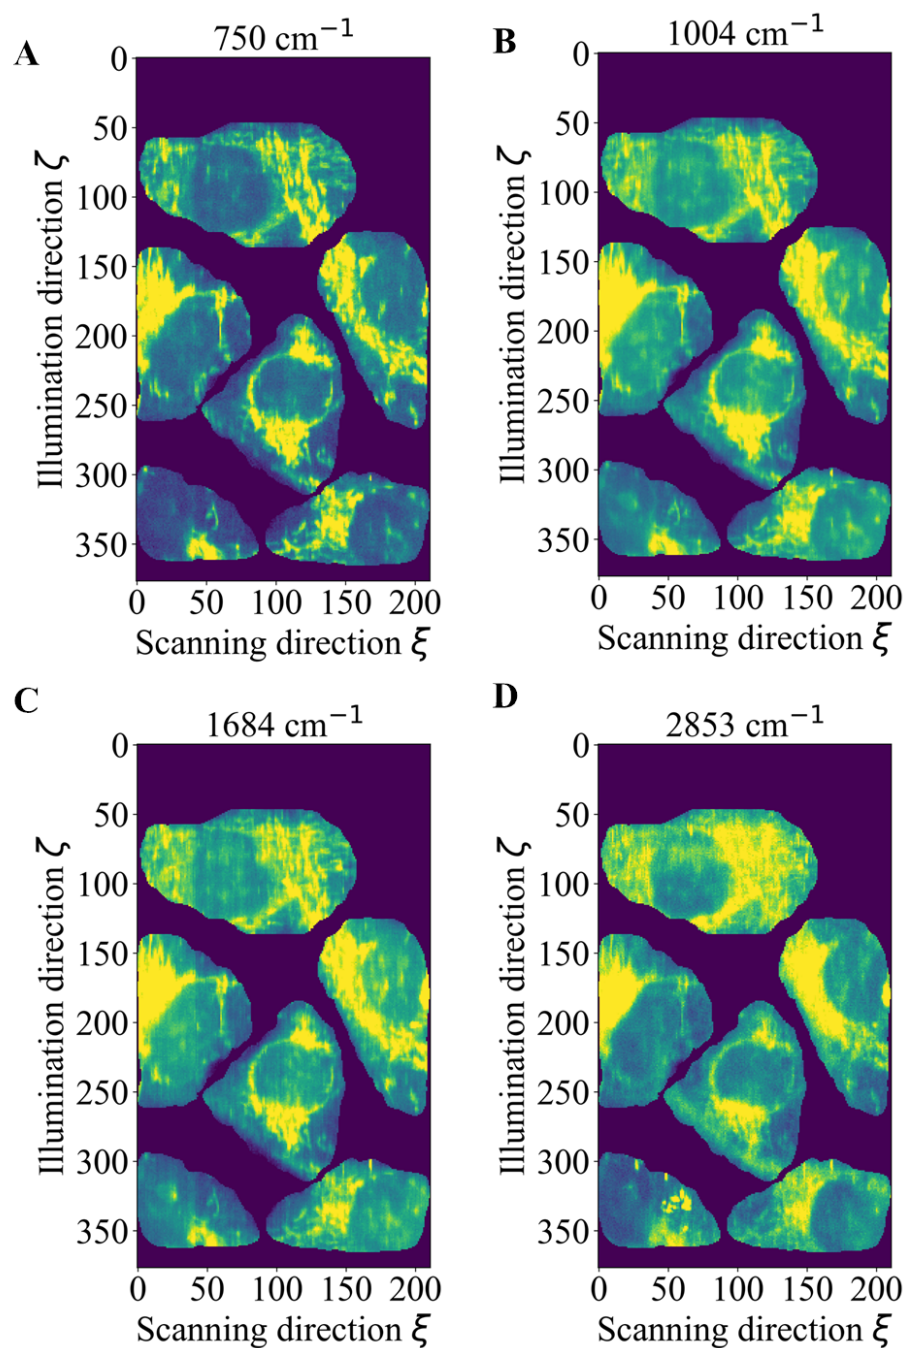 A
750 cm⁻¹
0
50
100
150
200
250
300
350
Illumination direction ζ
0 50 100 150 200
Scanning direction ξ
B
1004 cm⁻¹
0
50
100
150
200
250
300
350
Illumination direction ζ
0 50 100 150 200
Scanning direction ξ
C
1684 cm⁻¹
0
50
100
150
200
250
300
350
Illumination direction ζ
0 50 100 150 200
Scanning direction ξ
D
2853 cm⁻¹
0
50
100
150
200
250
300
350
Illumination direction ζ
0 50 100 150 200
Scanning direction ξ